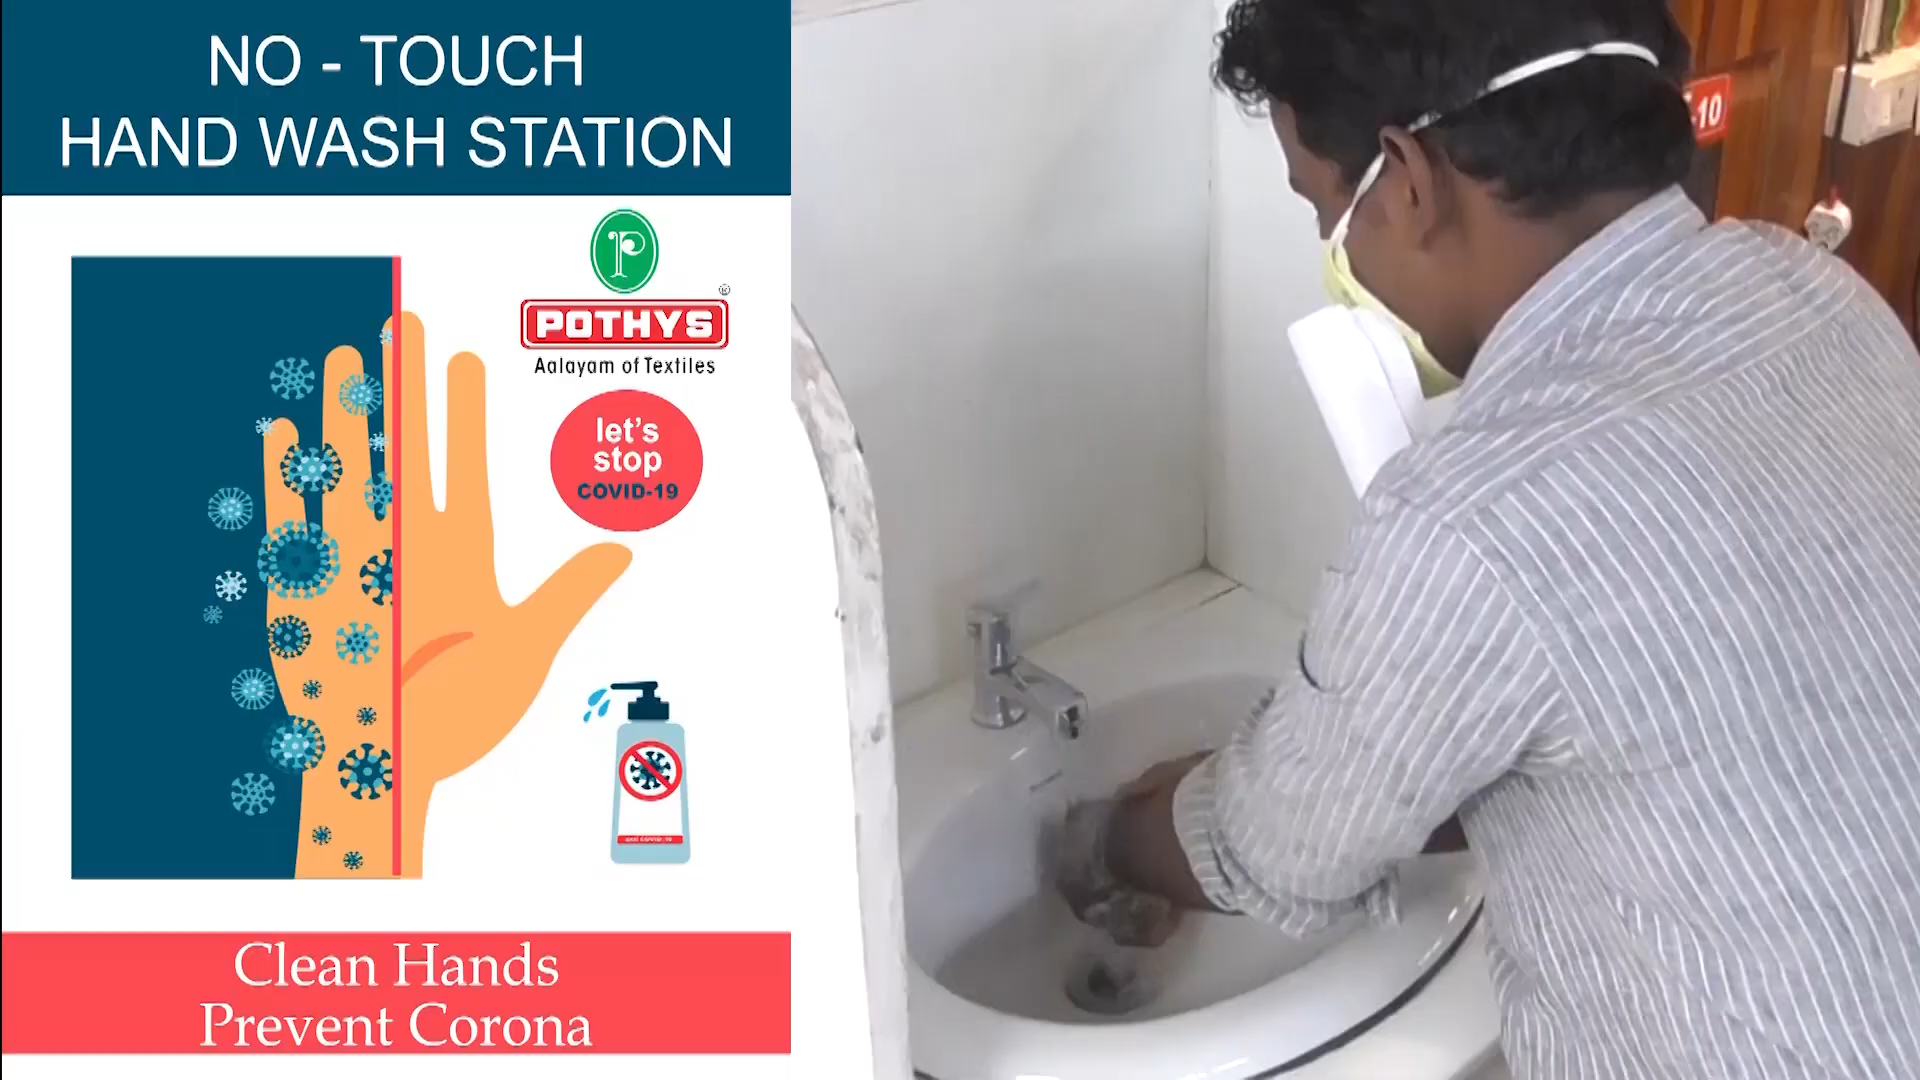 NO - TOUCH
HAND WASH STATION
P
®
POTHYS
Aalayam of Textiles
let's
stop
COVID-19
Clean Hands
Prevent Corona
-10